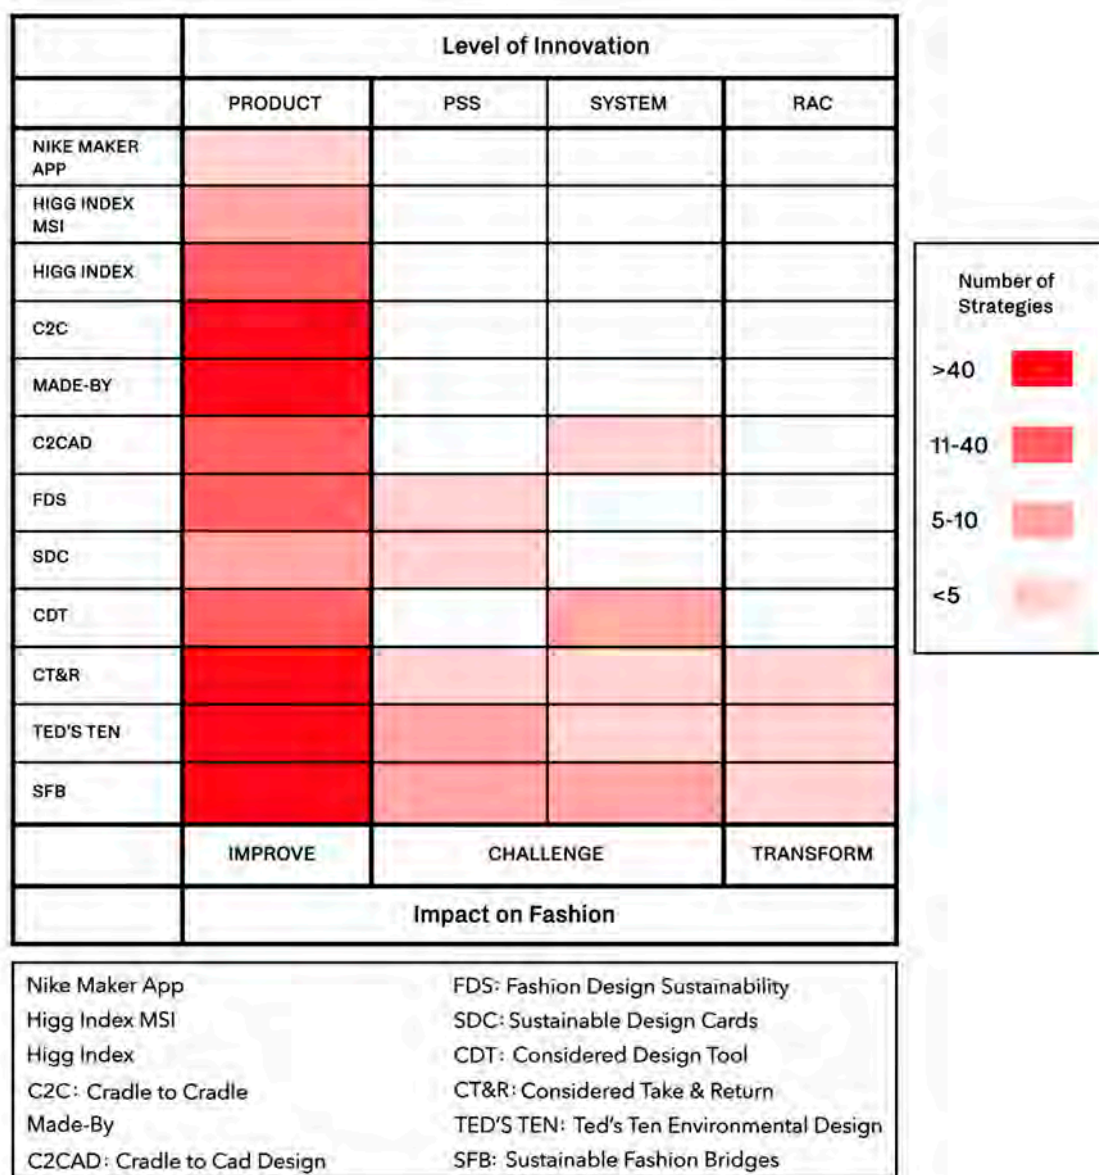 Level of Innovation
PRODUCT PSS SYSTEM RAC
NIKE MAKER
APP
HIGG INDEX
MSI
HIGG INDEX
C2C
MADE-BY
C2CAD
FDS
SDC
CDT
CT&R
TED'S TEN
SFB
IMPROVE CHALLENGE TRANSFORM
Impact on Fashion
Number of
Strategies
>40
11-40
5-10
<5
Nike Maker App
Higg Index MSI
Higg Index
C2C: Cradle to Cradle
Made-By
C2CAD: Cradle to Cad Design
FDS: Fashion Design Sustainability
SDC: Sustainable Design Cards
CDT: Considered Design Tool
CT&R: Considered Take & Return
TED'S TEN: Ted's Ten Environmental Design
SFB: Sustainable Fashion Bridges